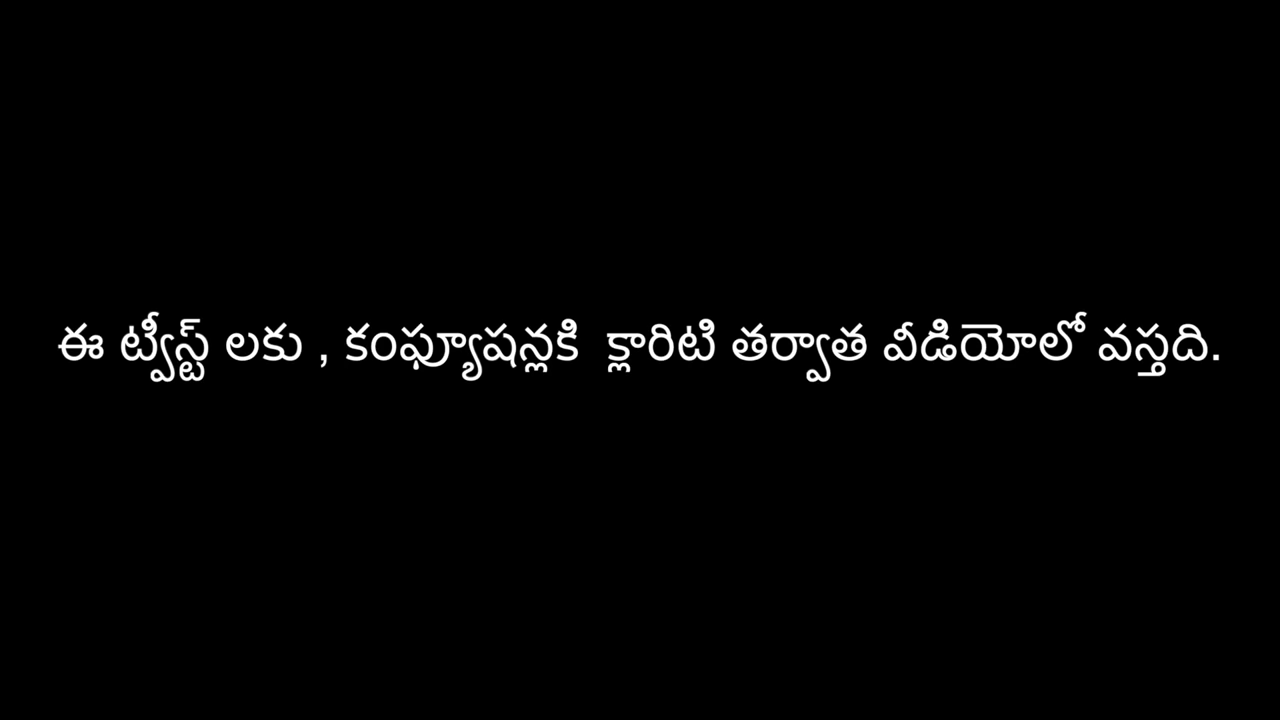 ఈ ట్వీస్ట్ లకు , కంఫ్యూషన్లకి క్లారిటి తర్వాత వీడియోలో వస్తది.